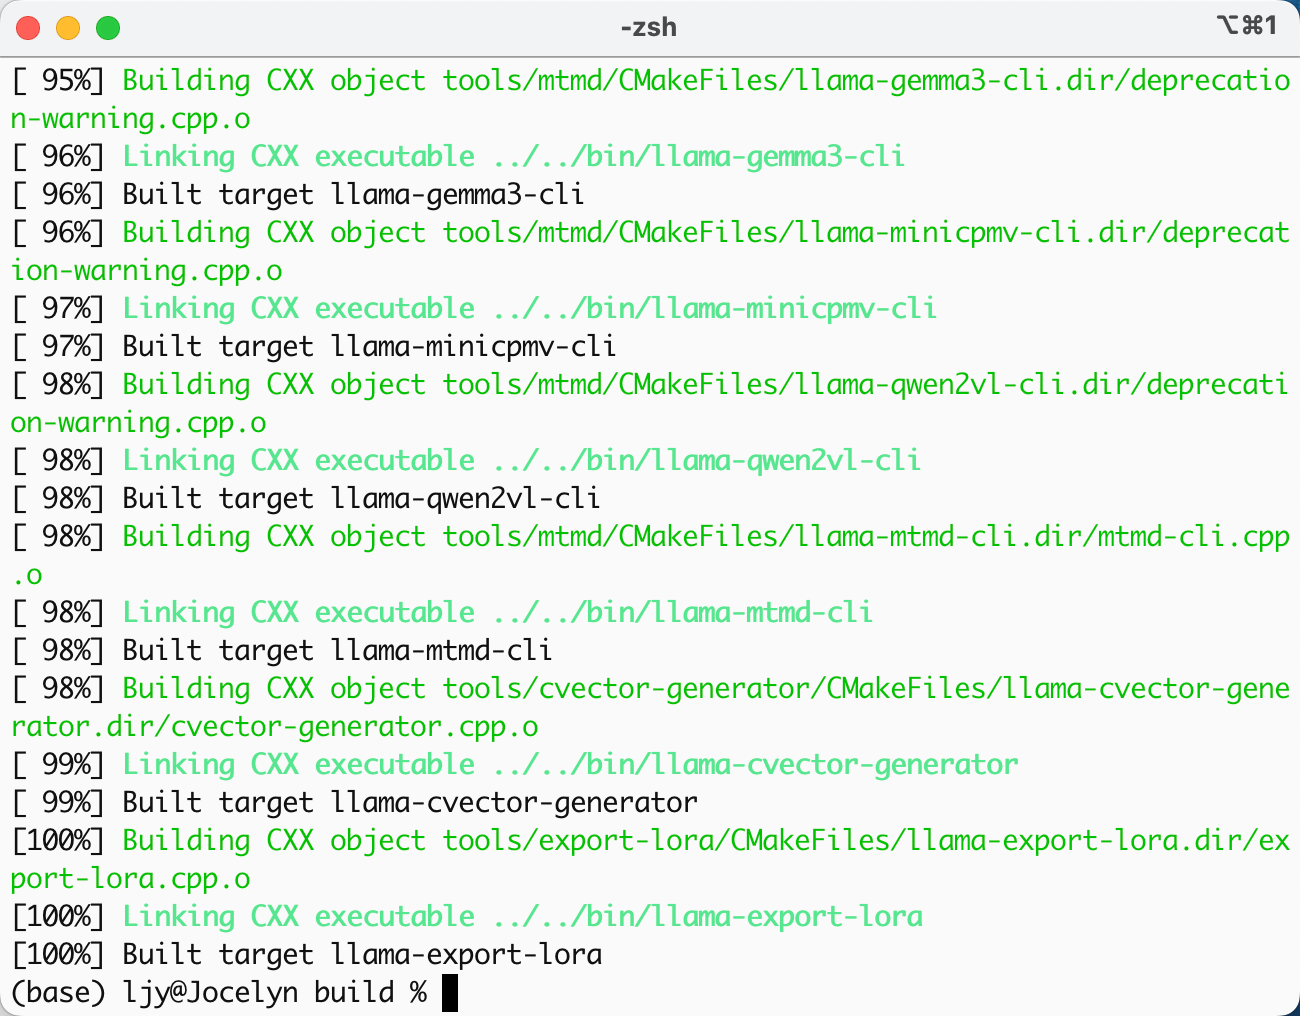 -zsh
⌥⌘1
[ 95%] Building CXX object tools/mtmd/CMakeFiles/llama-gemma3-cli.dir/deprecatio
n-warning.cpp.o
[ 96%] Linking CXX executable ../../bin/llama-gemma3-cli
[ 96%] Built target llama-gemma3-cli
[ 96%] Building CXX object tools/mtmd/CMakeFiles/llama-minicpmv-cli.dir/deprecat
ion-warning.cpp.o
[ 97%] Linking CXX executable ../../bin/llama-minicpmv-cli
[ 97%] Built target llama-minicpmv-cli
[ 98%] Building CXX object tools/mtmd/CMakeFiles/llama-qwen2vl-cli.dir/deprecati
on-warning.cpp.o
[ 98%] Linking CXX executable ../../bin/llama-qwen2vl-cli
[ 98%] Built target llama-qwen2vl-cli
[ 98%] Building CXX object tools/mtmd/CMakeFiles/llama-mtmd-cli.dir/mtmd-cli.cpp
.o
[ 98%] Linking CXX executable ../../bin/llama-mtmd-cli
[ 98%] Built target llama-mtmd-cli
[ 98%] Building CXX object tools/cvector-generator/CMakeFiles/llama-cvector-gene
rator.dir/cvector-generator.cpp.o
[ 99%] Linking CXX executable ../../bin/llama-cvector-generator
[ 99%] Built target llama-cvector-generator
[100%] Building CXX object tools/export-lora/CMakeFiles/llama-export-lora.dir/ex
port-lora.cpp.o
[100%] Linking CXX executable ../../bin/llama-export-lora
[100%] Built target llama-export-lora
(base) ljy@Jocelyn build %